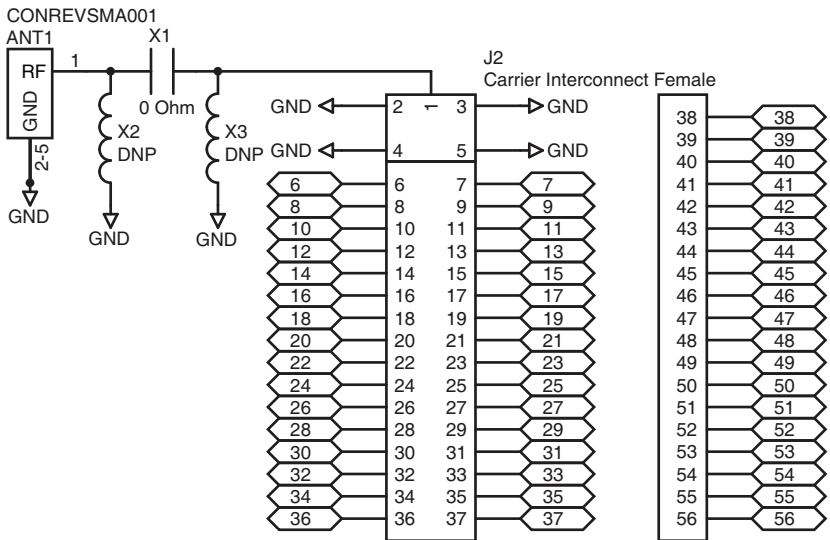 CONREVSMA001
ANT1
X1
RF
1
GND
2-5
GND
0 Ohm
X2
DNP
GND
X3
DNP
GND
J2
Carrier Interconnect Female
GND 2 1 3 GND
GND 4 5 GND
6 6 7 7
8 8 9 9
10 10 11 11
12 12 13 13
14 14 15 15
16 16 17 17
18 18 19 19
20 20 21 21
22 22 23 23
24 24 25 25
26 26 27 27
28 28 29 29
30 30 31 31
32 32 33 33
34 34 35 35
36 36 37 37
38 38
39 39
40 40
41 41
42 42
43 43
44 44
45 45
46 46
47 47
48 48
49 49
50 50
51 51
52 52
53 53
54 54
55 55
56 56